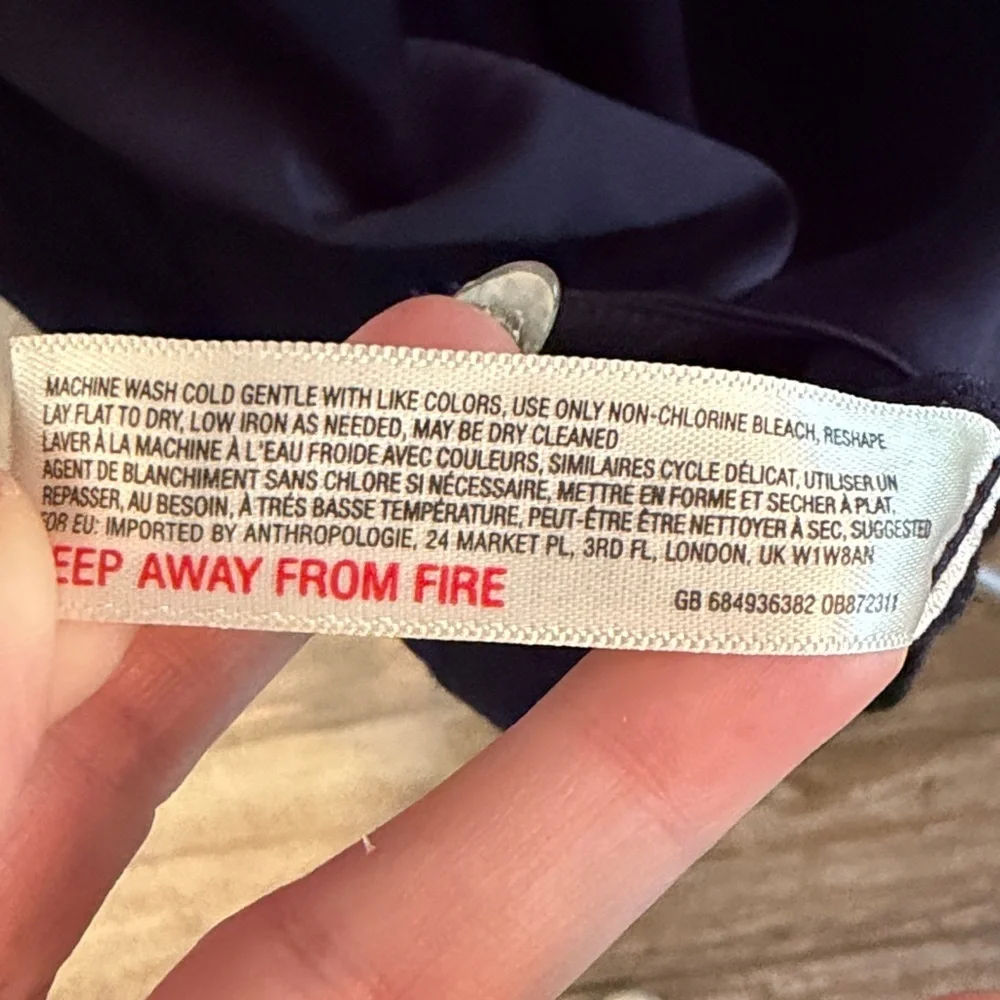 MACHINE WASH COLD GENTLE WITH LIKE COLORS, USE ONLY NON-CHLORINE BLEACH, RESHAPE
LAY FLAT TO DRY, LOW IRON AS NEEDED, MAY BE DRY CLEANED
LAVER À LA MACHINE À L'EAU FROIDE AVEC COULEURS, SIMILAIRES CYCLE DÉLICAT, UTILISER UN
AGENT DE BLANCHIMENT SANS CHLORE SI NÉCESSAIRE, METTRE EN FORME ET SECHER À PLAT,
REPASSER, AU BESOIN, À TRÉS BASSE TEMPÉRATURE, PEUT-ÊTRE ÊTRE NETTOYER À SEC, SUGGESTED
FOR EU: IMPORTED BY ANTHROPOLOGIE, 24 MARKET PL, 3RD FL, LONDON, UK W1W8AN
EEP AWAY FROM FIRE
GB 684936382 OB872311